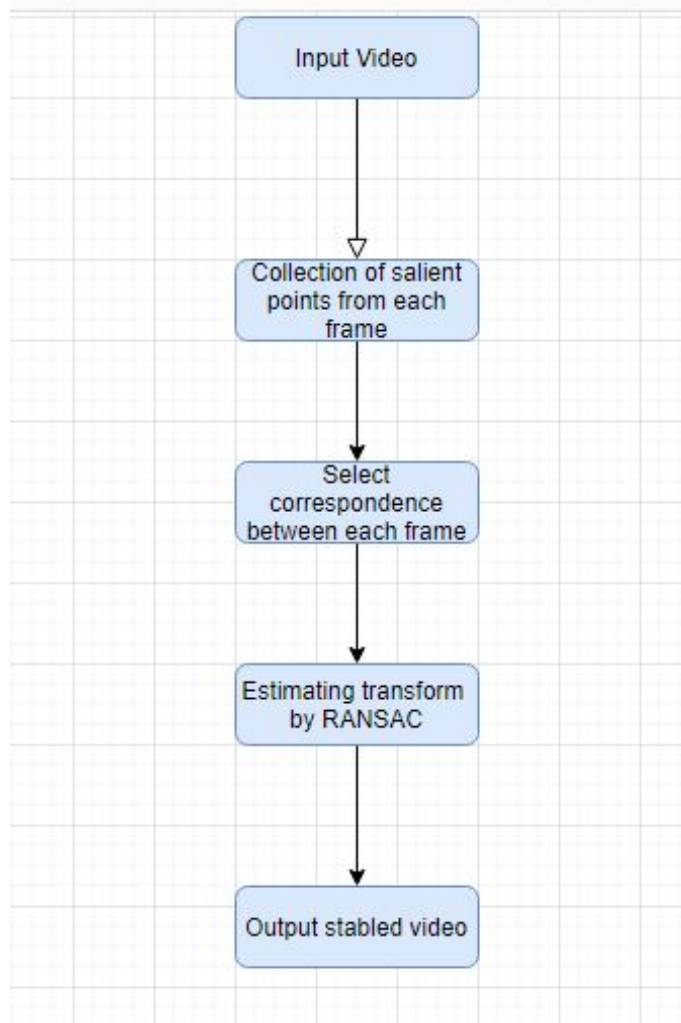 Input Video
Collection of salient
points from each
frame
Select
correspondence
between each frame
Estimating transform
by RANSAC
Output stabled video